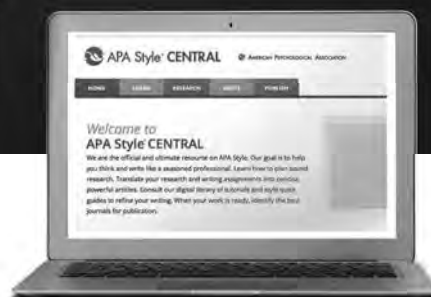 APA Style CENTRAL
AMERICAN PSYCHOLOGICAL ASSOCIATION
HOME LEARN RESEARCH WRITE PUBLISH
Welcome to
APA Style CENTRAL
We are the official and ultimate resource on APA Style. Our goal is to help
you think and write like a seasoned professional. Learn how to plan sound
research. Translate your research and writing assignments into concise,
powerful articles. Consult our digital library of tutorials and style quick
guides to refine your writing. When your work is ready, identify the best
journals for publication.